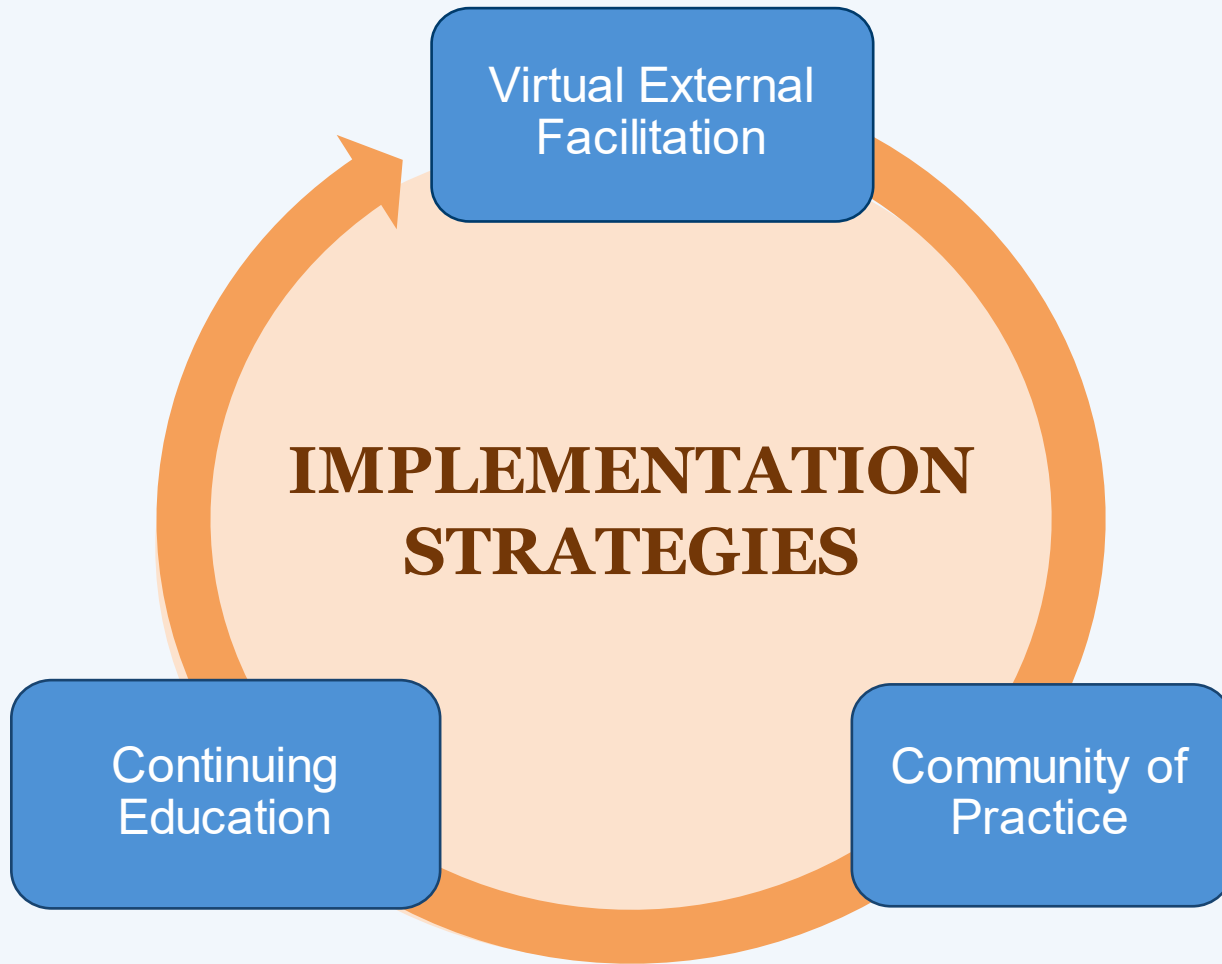 Virtual External
Facilitation
IMPLEMENTATION
STRATEGIES
Continuing
Education
Community of
Practice